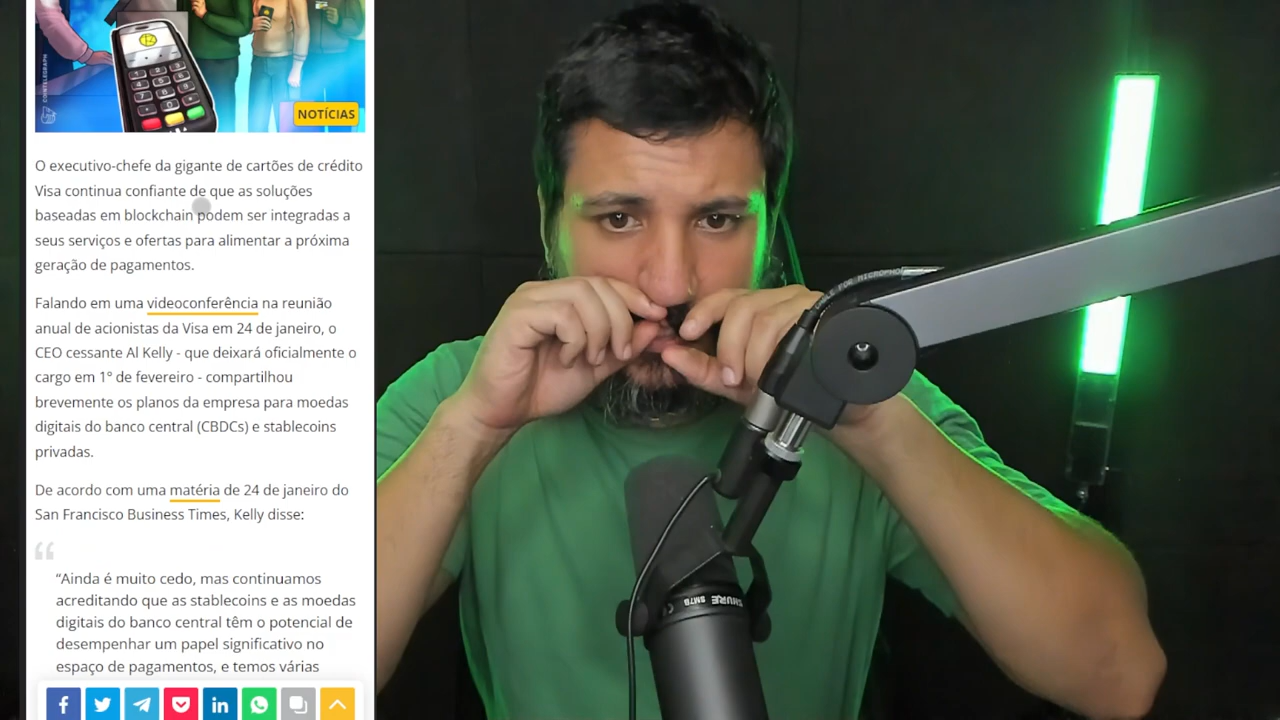 COINTELEGRAPH
NOTÍCIAS
O executivo-chefe da gigante de cartões de crédito
Visa continua confiante de que as soluções
baseadas em blockchain podem ser integradas a
seus serviços e ofertas para alimentar a próxima
geração de pagamentos.
Falando em uma videoconferência na reunião
anual de acionistas da Visa em 24 de janeiro, o
CEO cessante Al Kelly - que deixará oficialmente o
cargo em 1º de fevereiro - compartilhou
brevemente os planos da empresa para moedas
digitais do banco central (CBDCs) e stablecoins
privadas.
De acordo com uma matéria de 24 de janeiro do
San Francisco Business Times, Kelly disse:
“Ainda é muito cedo, mas continuamos
acreditando que as stablecoins e as moedas
digitais do banco central têm o potencial de
desempenhar um papel significativo no
espaço de pagamentos, e temos várias
SHURE SM7B